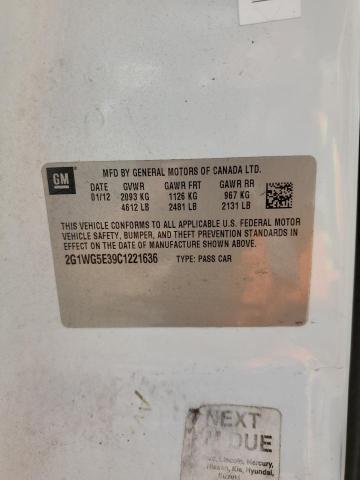 GM
MFD BY GENERAL MOTORS OF CANADA LTD.
DATE GVWR GAWR FRT GAWR RR
01/12 2093 KG 1126 KG 967 KG
4612 LB 2481 LB 2131 LB
THIS VEHICLE CONFORMS TO ALL APPLICABLE U.S. FEDERAL MOTOR
VEHICLE SAFETY, BUMPER, AND THEFT PREVENTION STANDARDS
IN EFFECT ON THE DATE OF MANUFACTURE SHOWN ABOVE.
2G1WG5E39C1221636 TYPE: PASS CAR
NEXT
DUE
Lincoln, Mercury,
Nissan, Kia, Hyundai,